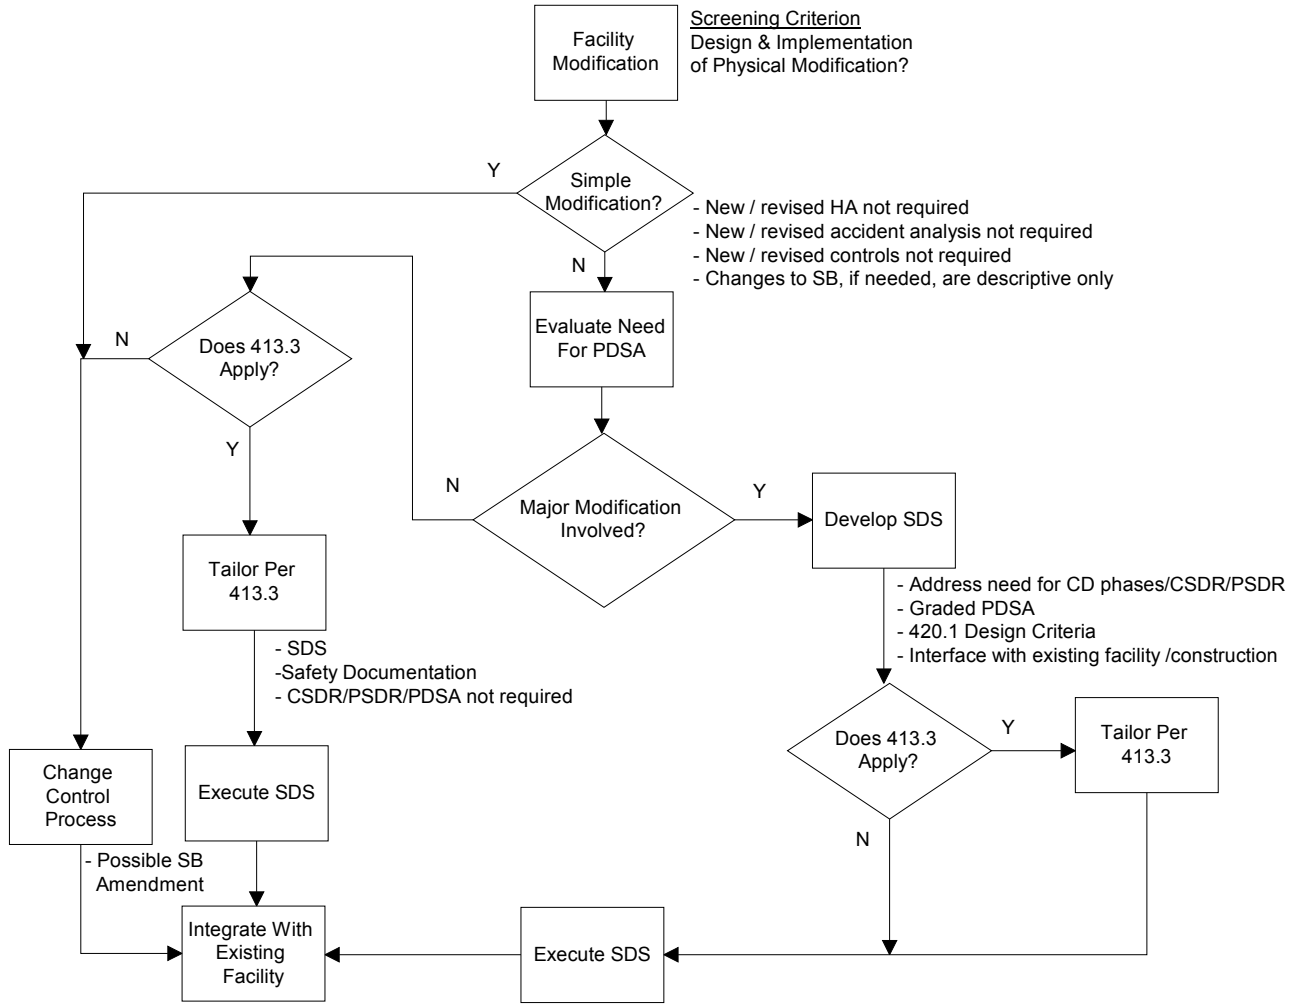 Facility
Modification
Screening Criterion
Design & Implementation
of Physical Modification?
Y
Simple
Modification?
- New / revised HA not required
- New / revised accident analysis not required
- New / revised controls not required
- Changes to SB, if needed, are descriptive only
N
Evaluate Need
For PDSA
N
Does 413.3
Apply?
Y
N
Major Modification
Involved?
Y
Develop SDS
Tailor Per
413.3
- SDS
-Safety Documentation
- CSDR/PSDR/PDSA not required
- Address need for CD phases/CSDR/PSDR
- Graded PDSA
- 420.1 Design Criteria
- Interface with existing facility /construction
Does 413.3
Apply?
Y
Tailor Per
413.3
N
Change
Control
Process
- Possible SB
Amendment
Execute SDS
Integrate With
Existing
Facility
Execute SDS